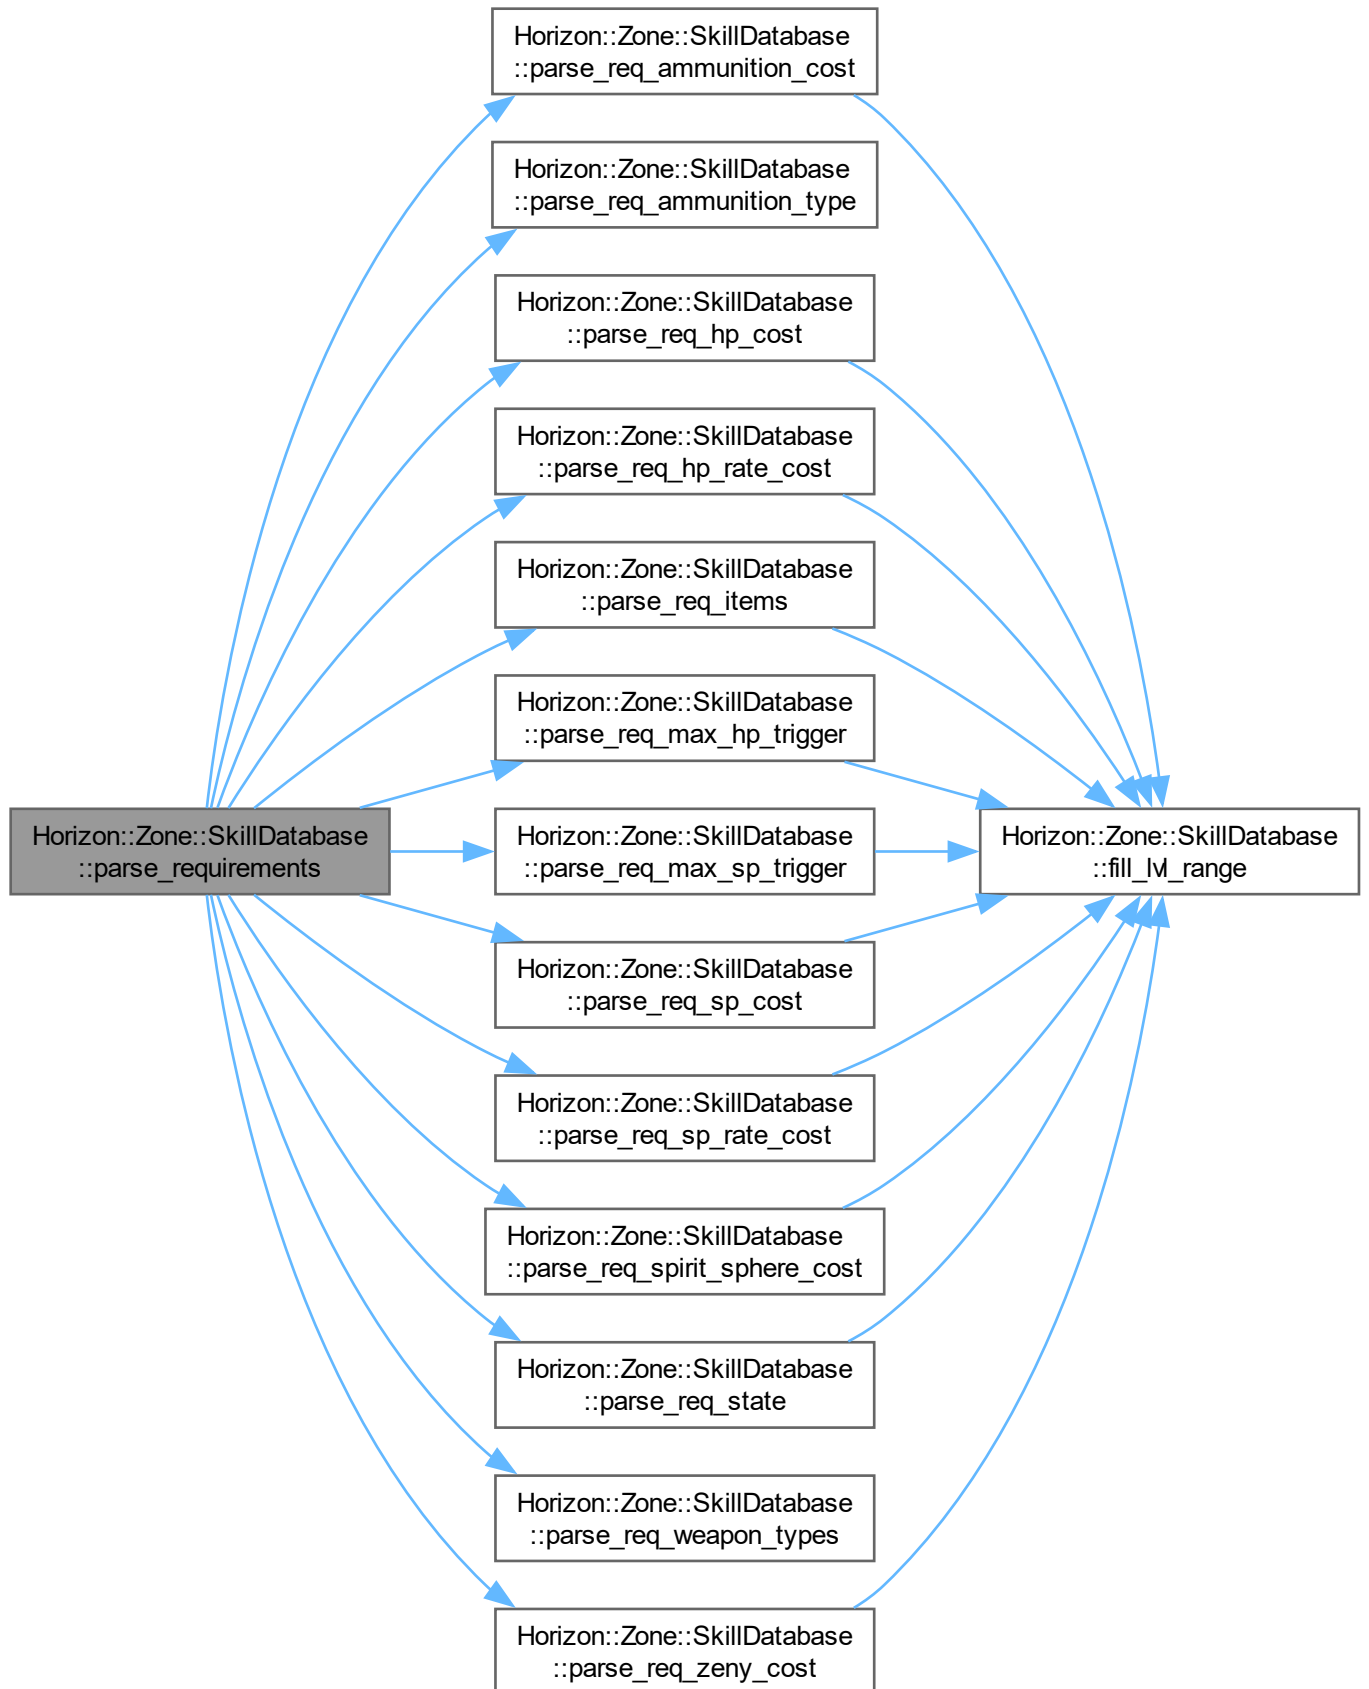 Horizon::Zone::SkillDatabase
::parse_req_ammunition_cost
Horizon::Zone::SkillDatabase
::parse_req_ammunition_type
Horizon::Zone::SkillDatabase
::parse_req_hp_cost
Horizon::Zone::SkillDatabase
::parse_req_hp_rate_cost
Horizon::Zone::SkillDatabase
::parse_req_items
Horizon::Zone::SkillDatabase
::parse_req_max_hp_trigger
Horizon::Zone::SkillDatabase
::parse_requirements
Horizon::Zone::SkillDatabase
::parse_req_max_sp_trigger
Horizon::Zone::SkillDatabase
::fill_lvl_range
Horizon::Zone::SkillDatabase
::parse_req_sp_cost
Horizon::Zone::SkillDatabase
::parse_req_sp_rate_cost
Horizon::Zone::SkillDatabase
::parse_req_spirit_sphere_cost
Horizon::Zone::SkillDatabase
::parse_req_state
Horizon::Zone::SkillDatabase
::parse_req_weapon_types
Horizon::Zone::SkillDatabase
::parse_req_zeny_cost